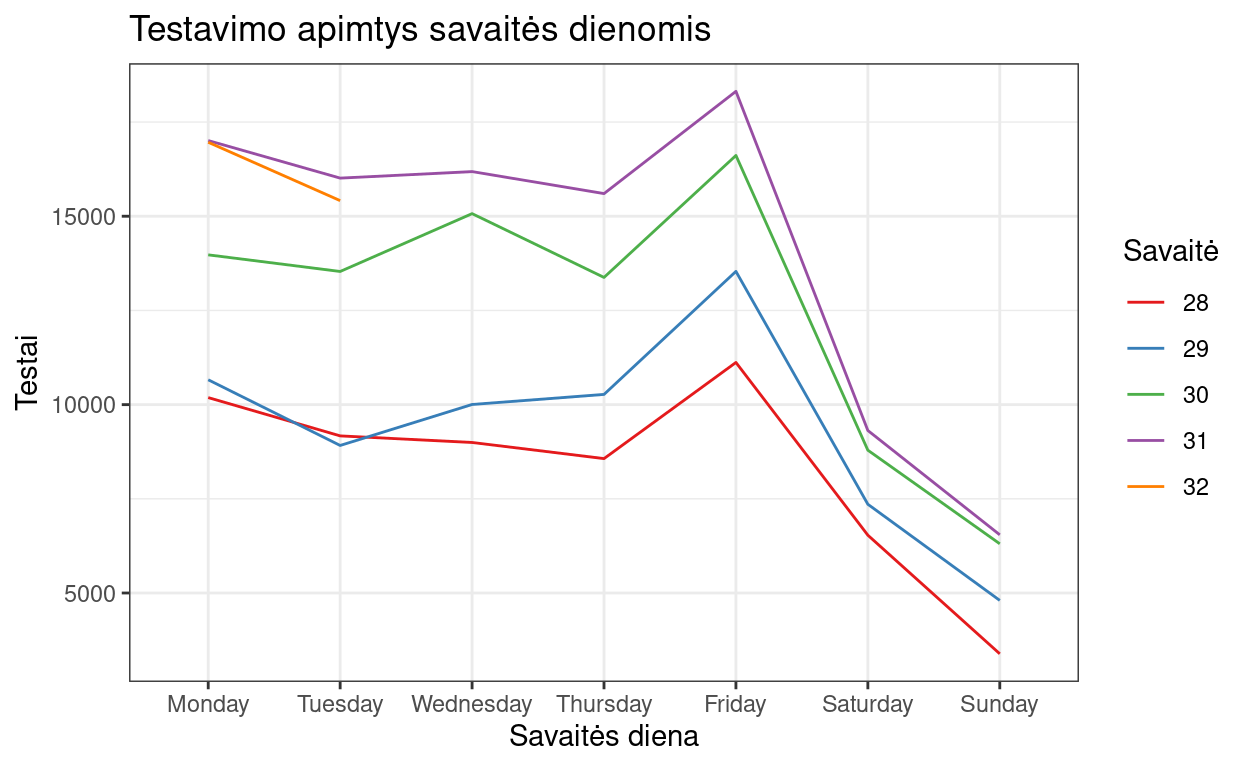 Testavimo apimtys savaitės dienomis
Testai
15000
10000
5000
Monday Tuesday Wednesday Thursday Friday Saturday Sunday
Savaitės diena
Savaitė
28
29
30
31
32